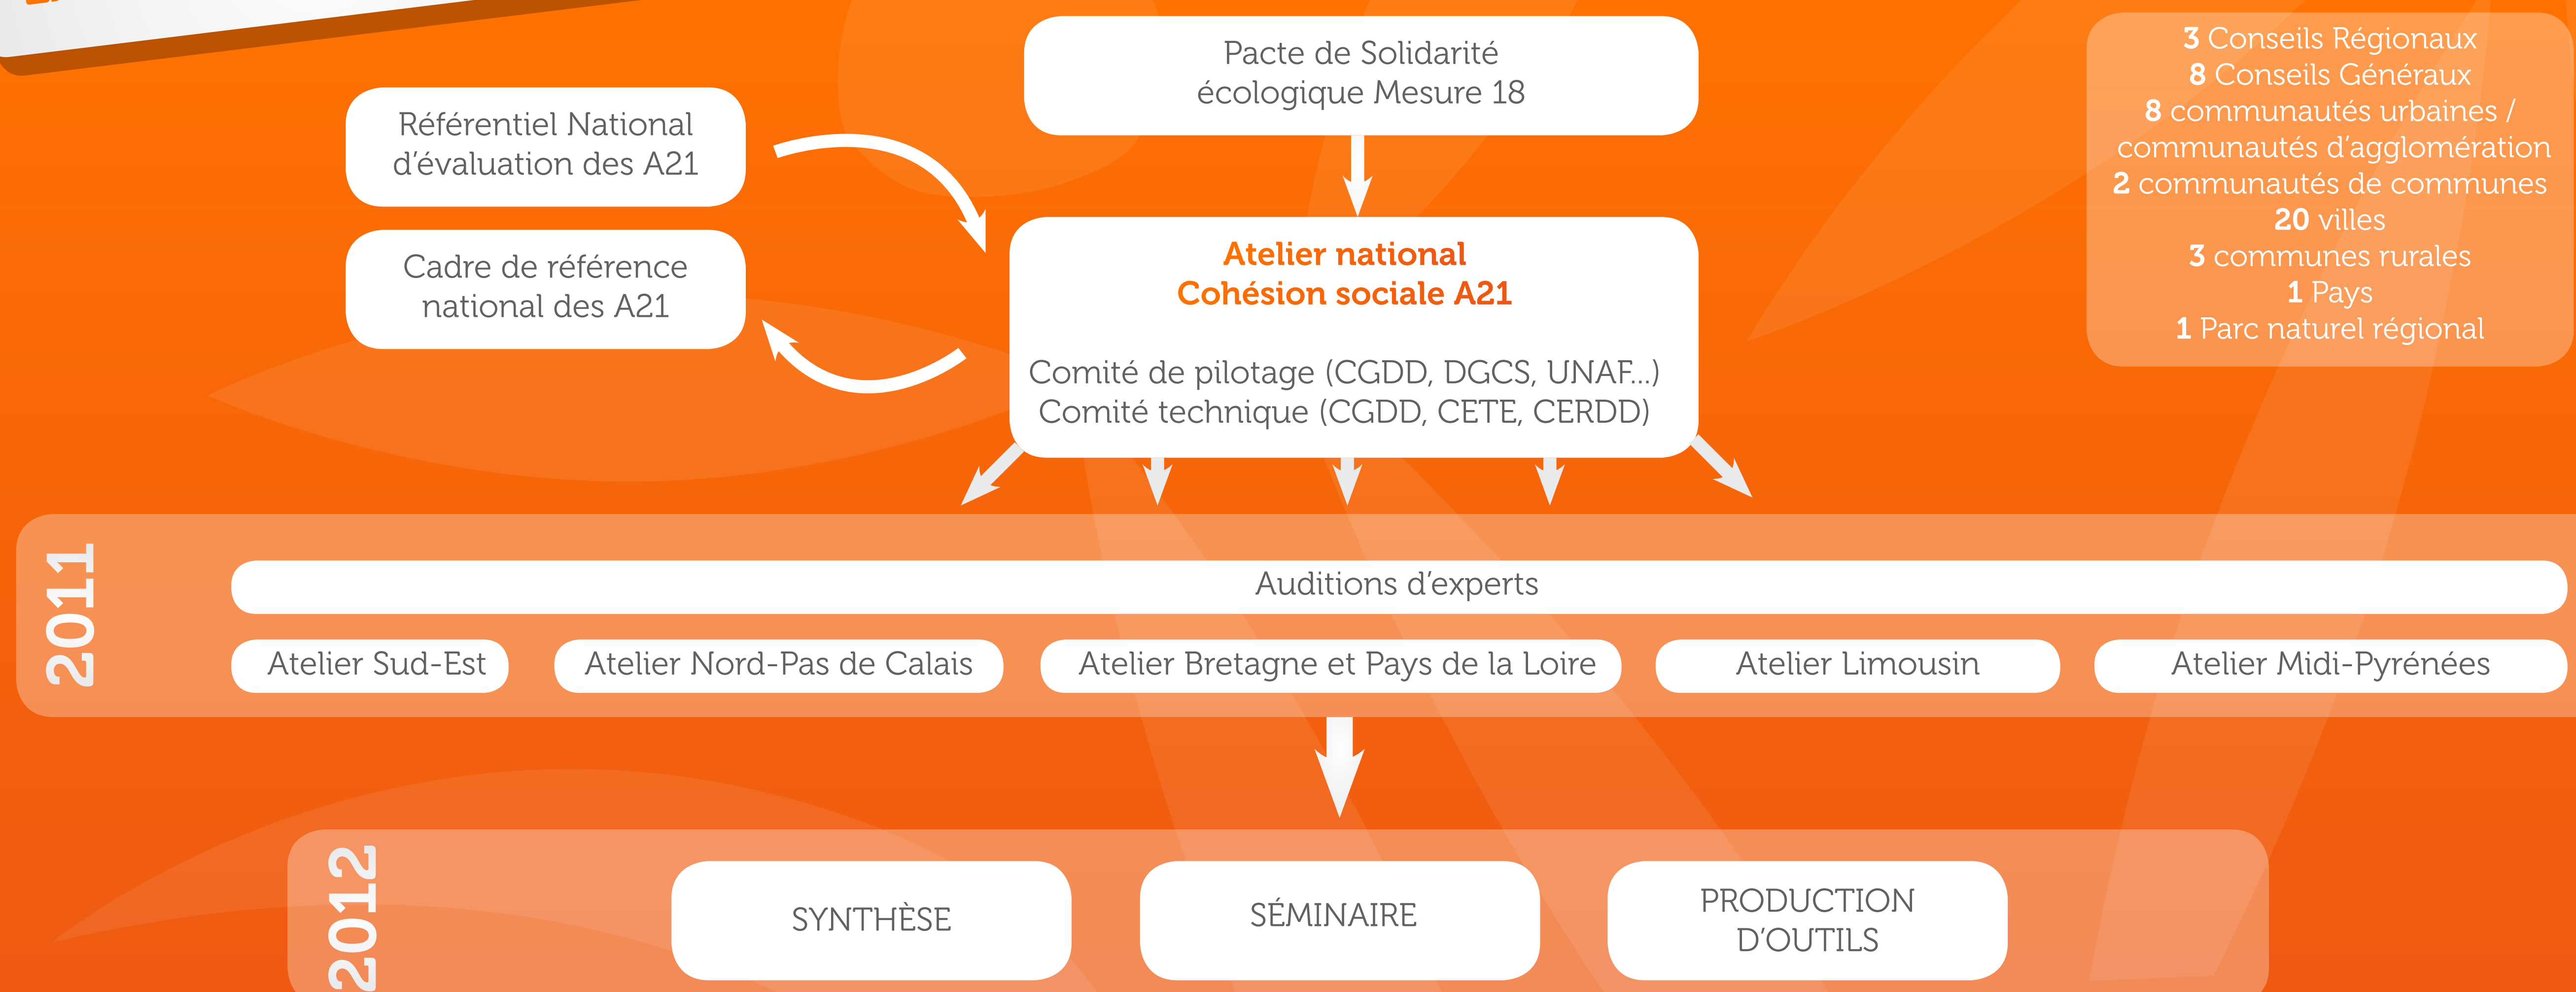 Pacte de Solidarité
écologique Mesure 18
Référentiel National
d'évaluation des A21
Cadre de référence
national des A21
Atelier national
Cohésion sociale A21
Comité de pilotage (CGDD, DGCS, UNAF...)
Comité technique (CGDD, CETE, CERDD)
3 Conseils Régionaux
8 Conseils Généraux
8 communautés urbaines /
communautés d'agglomération
2 communautés de communes
20 villes
3 communes rurales
1 Pays
1 Parc naturel régional
2011
Auditions d'experts
Atelier Sud-Est
Atelier Nord-Pas de Calais
Atelier Bretagne et Pays de la Loire
Atelier Limousin
Atelier Midi-Pyrénées
2012
SYNTHÈSE
SÉMINAIRE
PRODUCTION
D'OUTILS